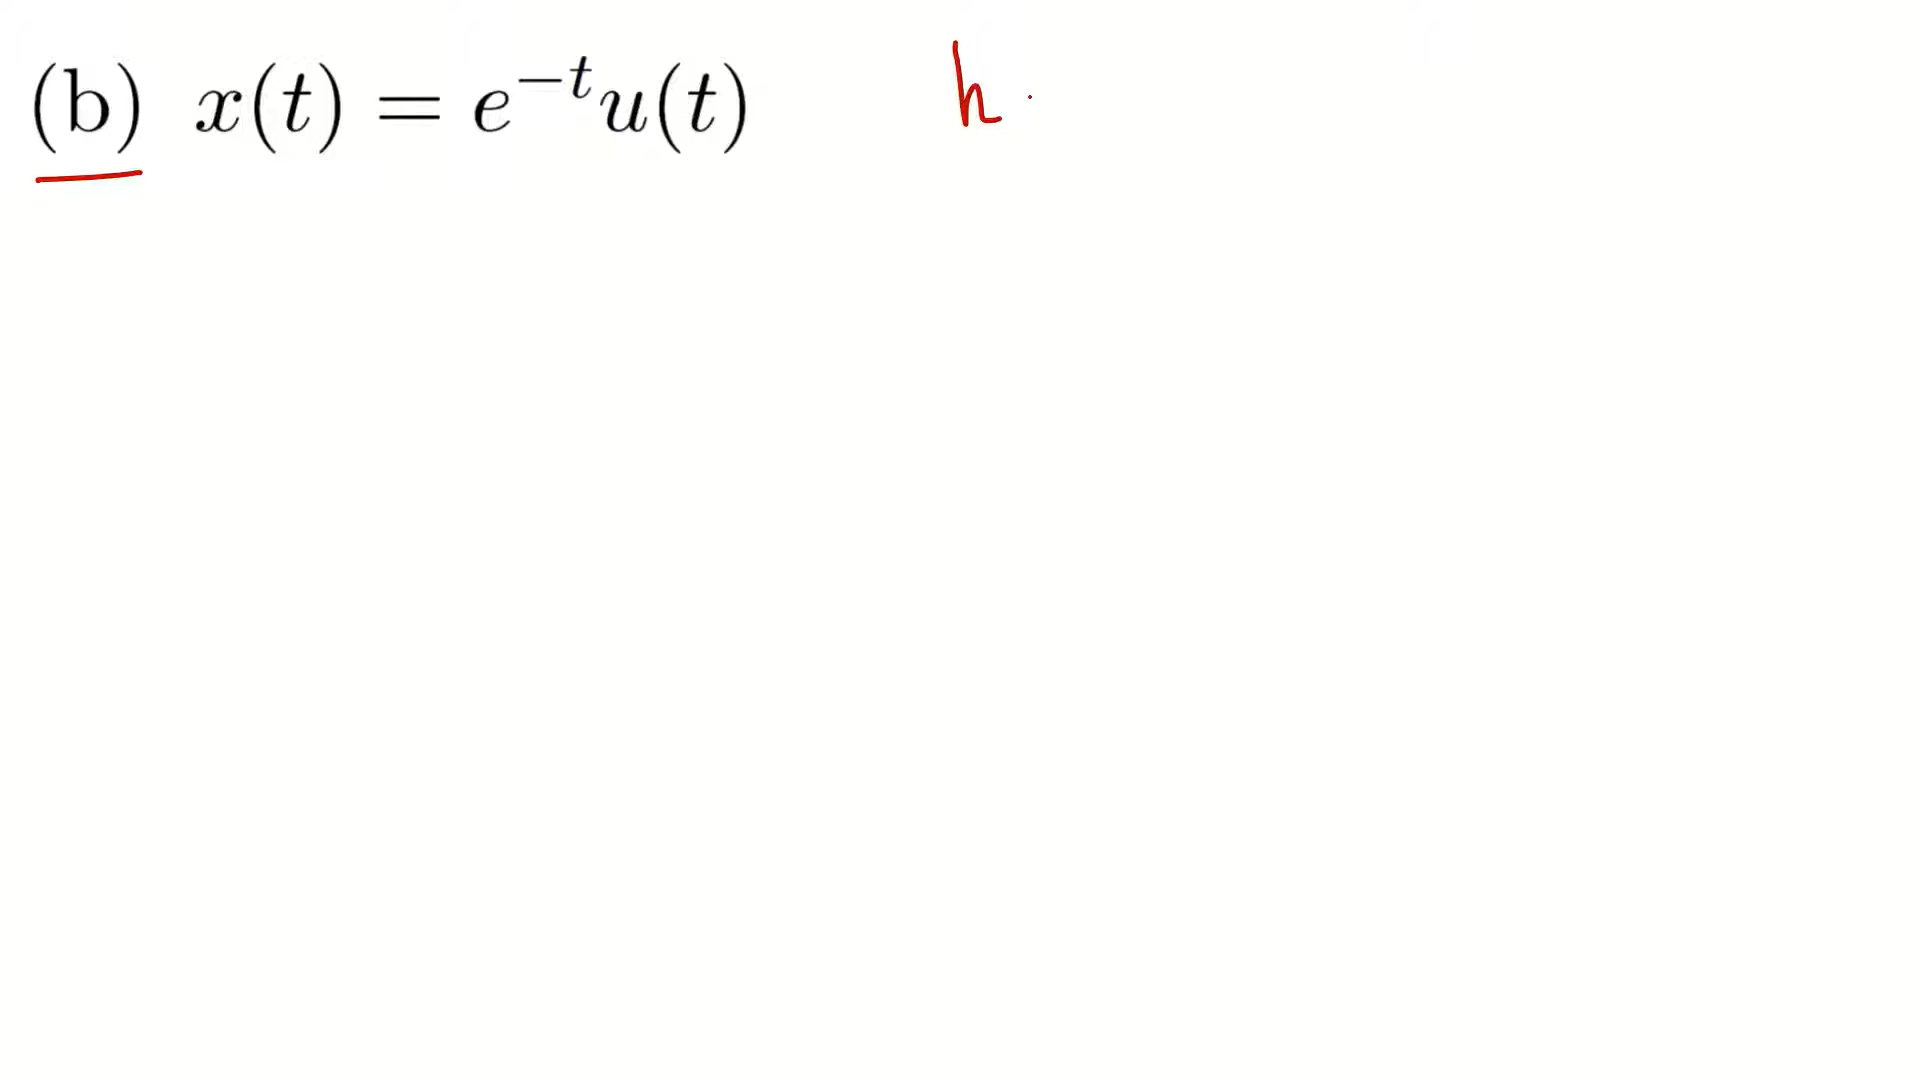 (b) x(t) = e^{-t}u(t) h